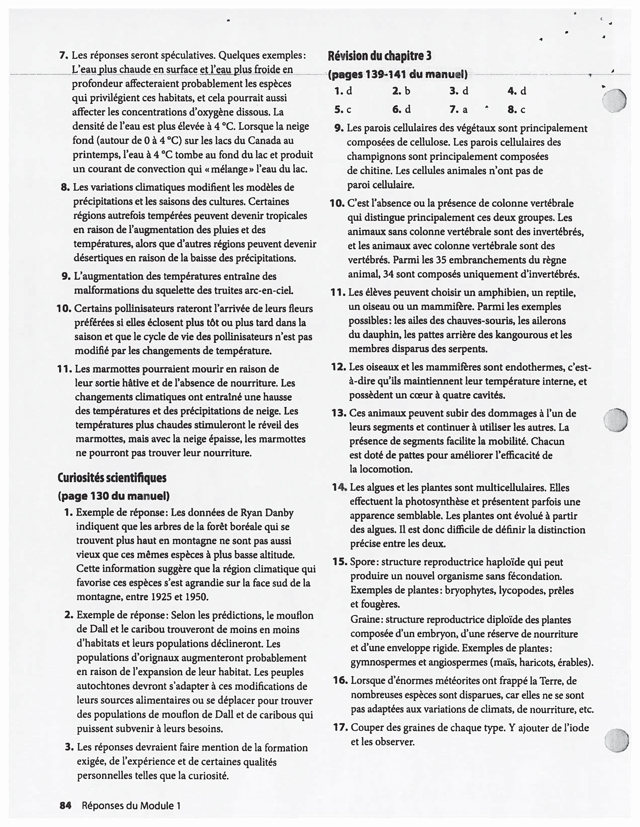 7. Les réponses seront spéculatives. Quelques exemples:
L'eau plus chaude en surface et l'eau plus froide en
profondeur affecteraient probablement les espèces
qui privilégient ces habitats, et cela pourrait aussi
affecter les concentrations d'oxygène dissous. La
densité de l'eau est plus élevée à 4 °C. Lorsque la neige
fond (autour de 0 à 4 °C) sur les lacs du Canada au
printemps, l'eau à 4 °C tombe au fond du lac et produit
un courant de convection qui « mélange » l'eau du lac.
8. Les variations climatiques modifient les modèles de
précipitations et les saisons des cultures. Certaines
régions autrefois tempérées peuvent devenir tropicales
en raison de l'augmentation des pluies et des
températures, alors que d'autres régions peuvent devenir
désertiques en raison de la baisse des précipitations.
9. L'augmentation des températures entraîne des
malformations du squelette des truites arc-en-ciel.
10. Certains pollinisateurs rateront l'arrivée de leurs fleurs
préférées si elles éclosent plus tôt ou plus tard dans la
saison et que le cycle de vie des pollinisateurs n'est pas
modifié par les changements de température.
11. Les marmottes pourraient mourir en raison de
leur sortie hâtive et de l'absence de nourriture. Les
changements climatiques ont entraîné une hausse
des températures et des précipitations de neige. Les
températures plus chaudes stimuleront le réveil des
marmottes, mais avec la neige épaisse, les marmottes
ne pourront pas trouver leur nourriture.
Curiosités scientifiques
(page 130 du manuel)
1. Exemple de réponse: Les données de Ryan Danby
indiquent que les arbres de la forêt boréale qui se
trouvent plus haut en montagne ne sont pas aussi
vieux que ces mêmes espèces à plus basse altitude.
Cette information suggère que la région climatique qui
favorise ces espèces s'est agrandie sur la face sud de la
montagne, entre 1925 et 1950.
2. Exemple de réponse: Selon les prédictions, le mouflon
de Dall et le caribou trouveront de moins en moins
d'habitats et leurs populations déclineront. Les
populations d'orignaux augmenteront probablement
en raison de l'expansion de leur habitat. Les peuples
autochtones devront s'adapter à ces modifications de
leurs sources alimentaires ou se déplacer pour trouver
des populations de mouflon de Dall et de caribous qui
puissent subvenir à leurs besoins.
3. Les réponses devraient faire mention de la formation
exigée, de l'expérience et de certaines qualités
personnelles telles que la curiosité.
Révision du chapitre 3
(pages 139-141 du manuel)
1. d 2. b 3. d 4. d
5. c 6. d 7. a 8. c
9. Les parois cellulaires des végétaux sont principalement
composées de cellulose. Les parois cellulaires des
champignons sont principalement composées
de chitine. Les cellules animales n'ont pas de
paroi cellulaire.
10. C'est l'absence ou la présence de colonne vertébrale
qui distingue principalement ces deux groupes. Les
animaux sans colonne vertébrale sont des invertébrés,
et les animaux avec colonne vertébrale sont des
vertébrés. Parmi les 35 embranchements du règne
animal, 34 sont composés uniquement d'invertébrés.
11. Les élèves peuvent choisir un amphibien, un reptile,
un oiseau ou un mammifère. Parmi les exemples
possibles: les ailes des chauves-souris, les ailerons
du dauphin, les pattes arrière des kangourous et les
membres disparus des serpents.
12. Les oiseaux et les mammifères sont endothermes, c'est-
à-dire qu'ils maintiennent leur température interne, et
possèdent un cœur à quatre cavités.
13. Ces animaux peuvent subir des dommages à l'un de
leurs segments et continuer à utiliser les autres. La
présence de segments facilite la mobilité. Chacun
est doté de pattes pour améliorer l'efficacité de
la locomotion.
14. Les algues et les plantes sont multicellulaires. Elles
effectuent la photosynthèse et présentent parfois une
apparence semblable. Les plantes ont évolué à partir
des algues. Il est donc difficile de définir la distinction
précise entre les deux.
15. Spore: structure reproductrice haploïde qui peut
produire un nouvel organisme sans fécondation.
Exemples de plantes: bryophytes, lycopodes, prêles
et fougères.
Graine: structure reproductrice diploïde des plantes
composée d'un embryon, d'une réserve de nourriture
et d'une enveloppe rigide. Exemples de plantes:
gymnospermes et angiospermes (maïs, haricots, érables).
16. Lorsque d'énormes météorites ont frappé la Terre, de
nombreuses espèces sont disparues, car elles ne se sont
pas adaptées aux variations de climats, de nourriture, etc.
17. Couper des graines de chaque type. Y ajouter de l'iode
et les observer.
84 Réponses du Module 1